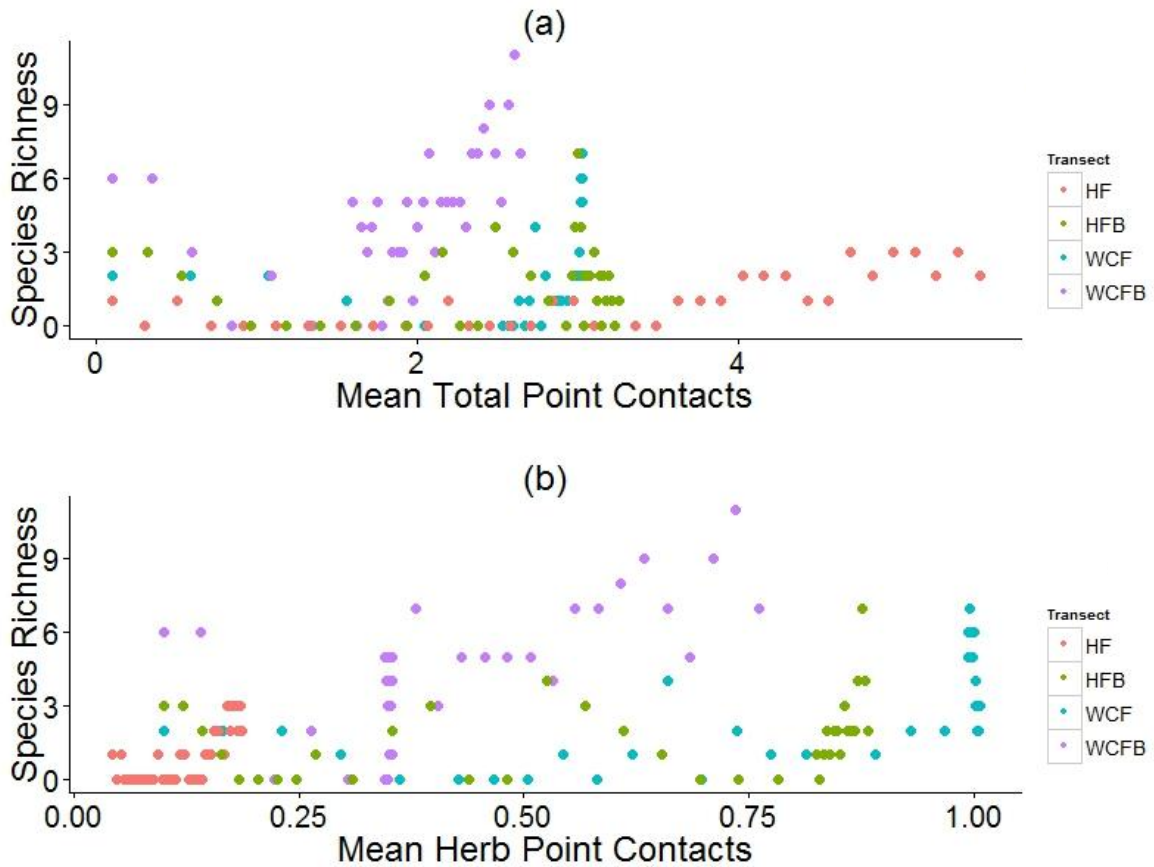 (a)
Species Richness
9
6
3
0
0 2 4
Mean Total Point Contacts
Transect
HF
HFB
WCF
WCFB
(b)
Species Richness
9
6
3
0
0.00 0.25 0.50 0.75 1.00
Mean Herb Point Contacts
Transect
HF
HFB
WCF
WCFB